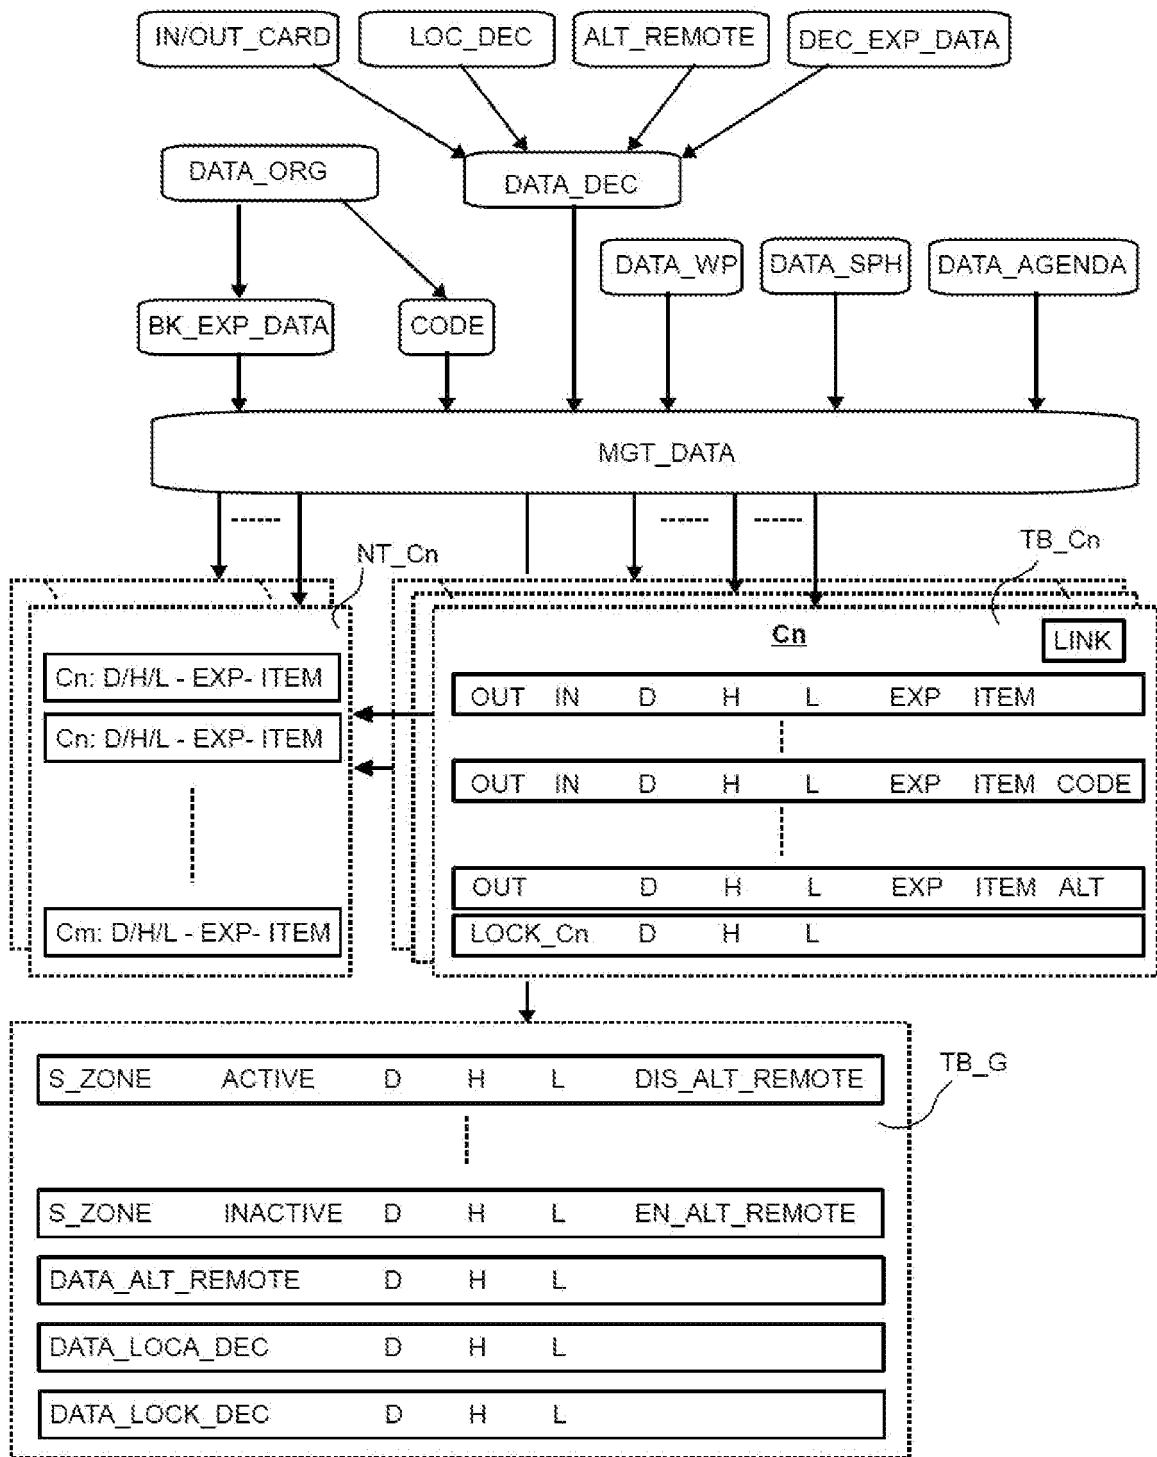 IN/OUT_CARD
LOC_DEC
ALT_REMOTE
DEC_EXP_DATA
DATA_ORG
DATA_DEC
DATA_WP
DATA_SPH
DATA_AGENDA
BK_EXP_DATA
CODE
MGT_DATA
NT_Cn
TB_Cn
Cn
LINK
Cn: D/H/L - EXP- ITEM
Cn: D/H/L - EXP- ITEM
Cm: D/H/L - EXP- ITEM
OUT IN D H L EXP ITEM
OUT IN D H L EXP ITEM CODE
OUT D H L EXP ITEM ALT
LOCK_Cn D H L
TB_G
S_ZONE ACTIVE D H L DIS_ALT_REMOTE
S_ZONE INACTIVE D H L EN_ALT_REMOTE
DATA_ALT_REMOTE D H L
DATA_LOCA_DEC D H L
DATA_LOCK_DEC D H L